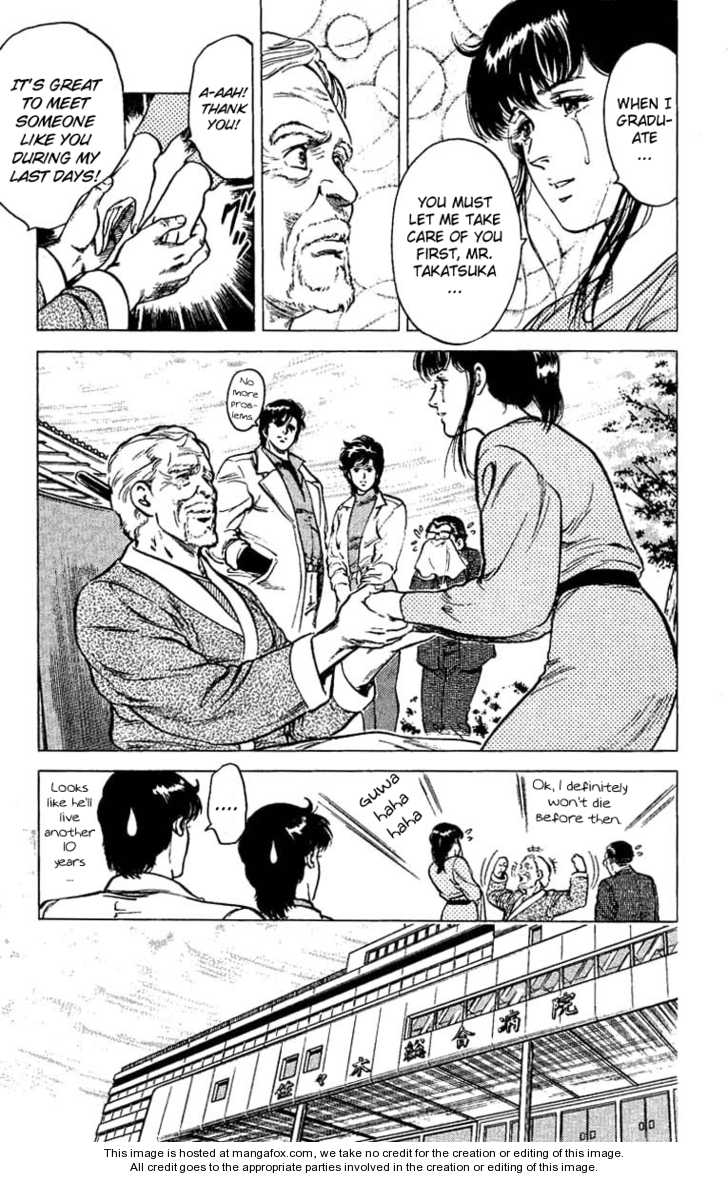 WHEN I
GRADU-
ATE
...
YOU MUST
LET ME TAKE
CARE OF YOU
FIRST, MR.
TAKATSUKA
...
A-AAH!
THANK
YOU!
IT'S GREAT
TO MEET
SOMEONE
LIKE YOU
DURING MY
LAST DAYS!
No
more
prob-
lems.
Ok, I definitely
won't die
before then.
Guwa
haha
haha
....
Looks
like he'll
live
another
10
years
...
佐々木総合病院
This image is hosted at mangafox.com, we take no credit for the creation or editing of this image.
All credit goes to the appropriate parties involved in the creation or editing of this image.